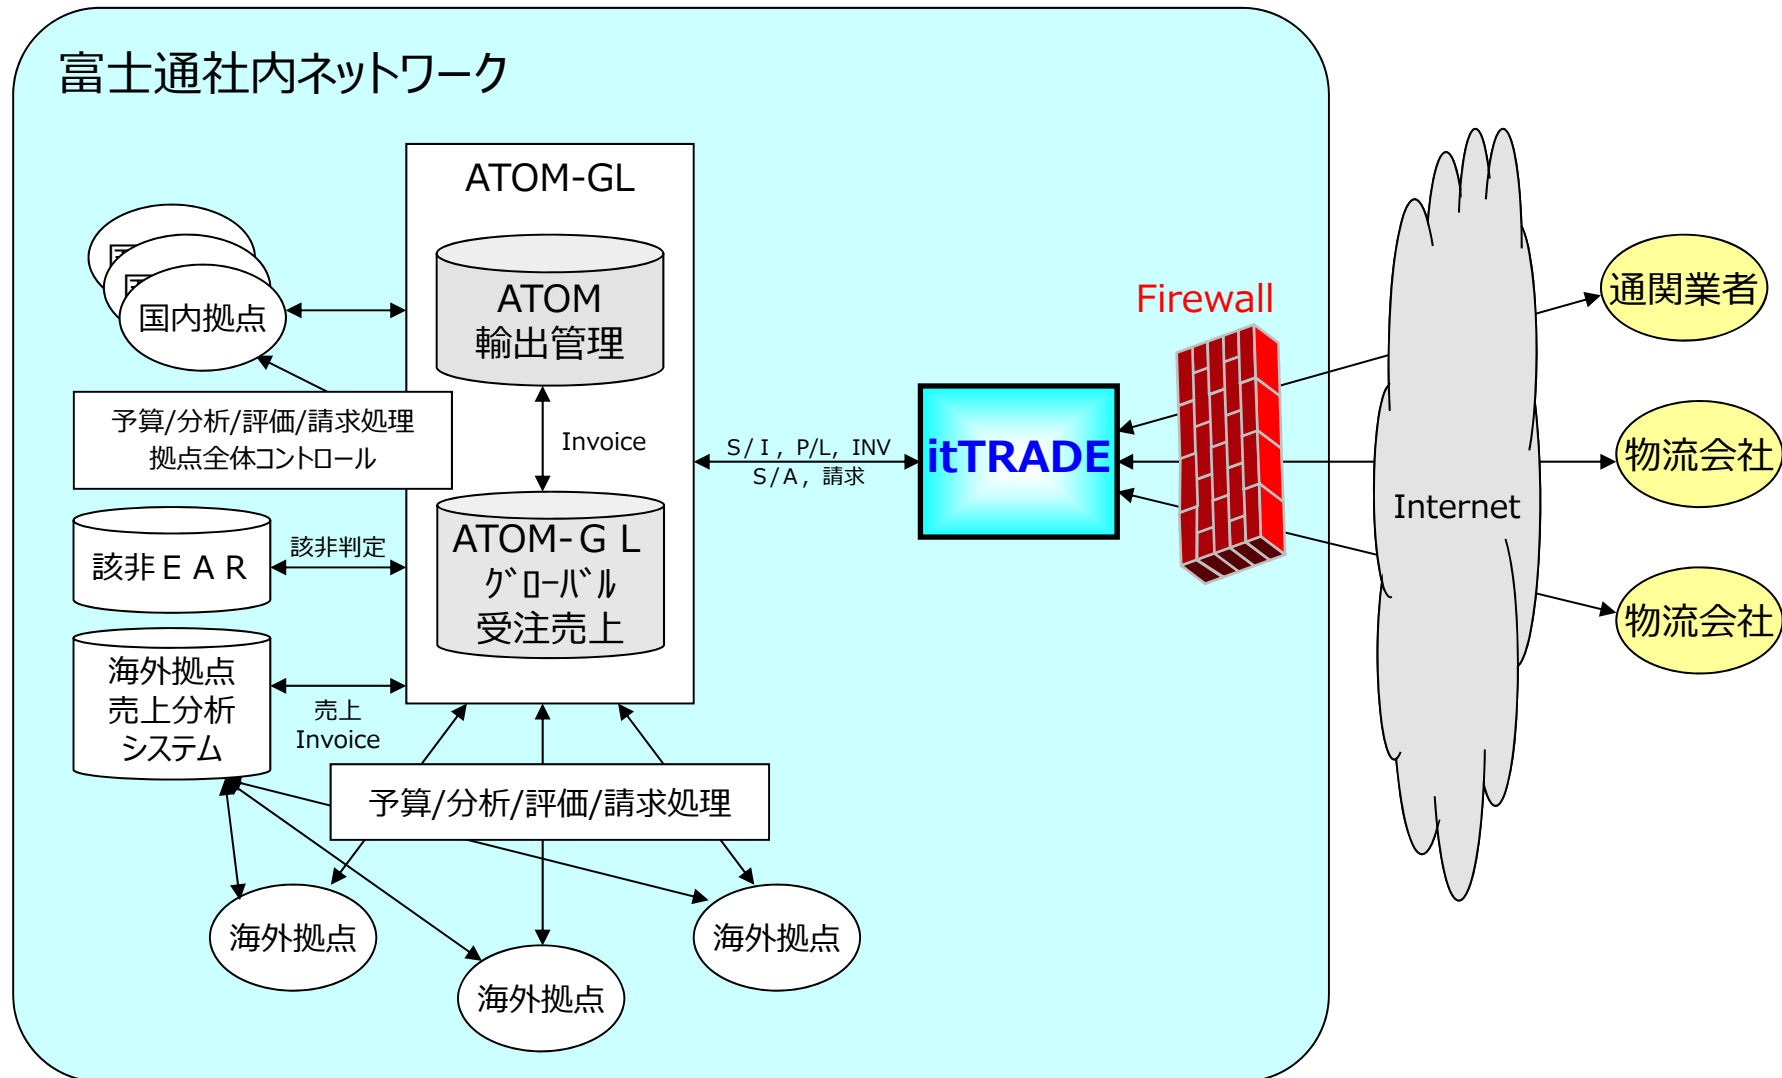 富士通社内ネットワーク
ATOM-GL
国
国
国内拠点
ATOM
輸出管理
Invoice
ATOM-ＧＬ
ｸﾞﾛｰﾊﾞﾙ
受注売上
予算/分析/評価/請求処理
拠点全体コントロール
該非ＥＡＲ
該非判定
海外拠点
売上分析
システム
売上
Invoice
予算/分析/評価/請求処理
海外拠点
海外拠点
海外拠点
S/Ｉ, P/L, INV
S/A, 請求
itTRADE
Firewall
Internet
通関業者
物流会社
物流会社